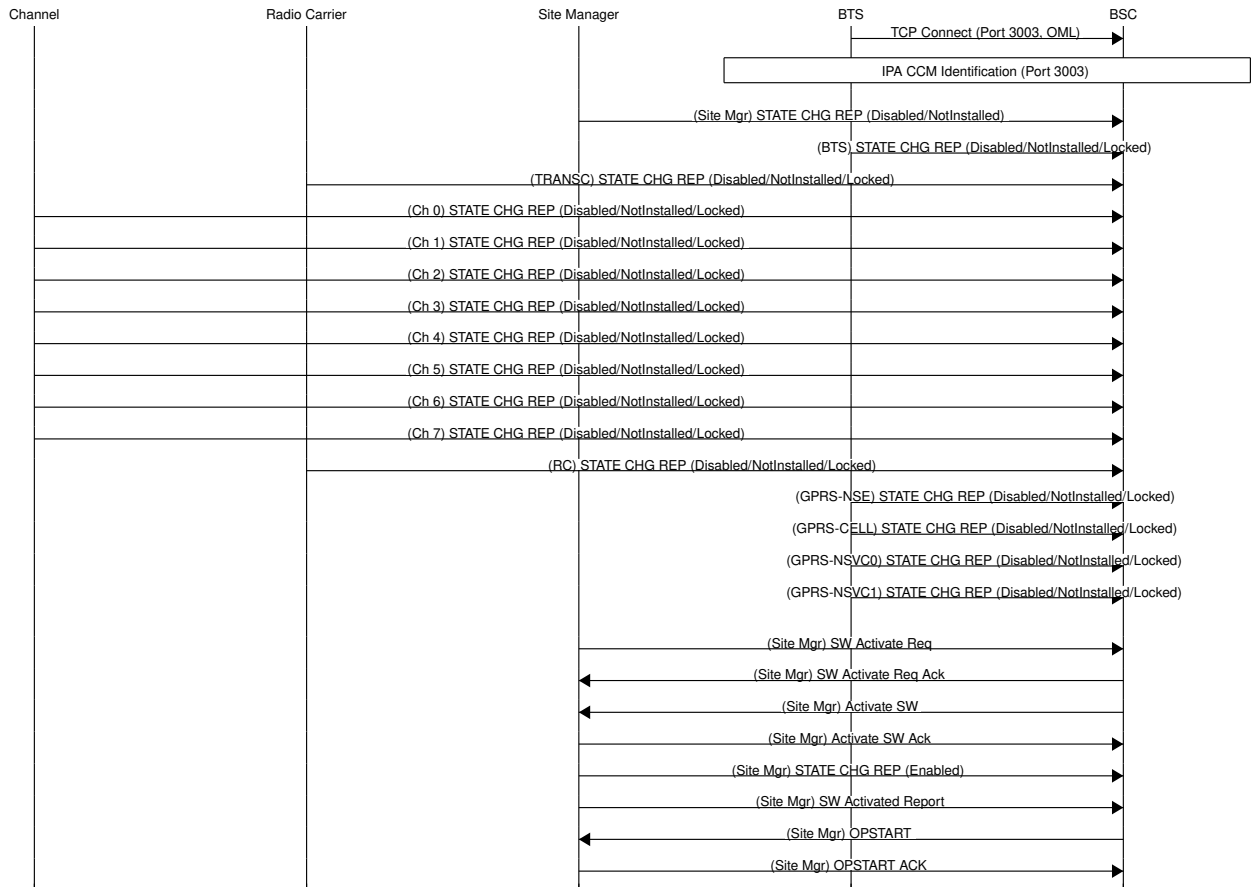 Channel Radio Carrier Site Manager BTS BSC
TCP Connect (Port 3003, OML)
IPA CCM Identification (Port 3003)
(Site Mgr) STATE CHG REP (Disabled/NotInstalled)
(BTS) STATE CHG REP (Disabled/NotInstalled/Locked)
(TRANSC) STATE CHG REP (Disabled/NotInstalled/Locked)
(Ch 0) STATE CHG REP (Disabled/NotInstalled/Locked)
(Ch 1) STATE CHG REP (Disabled/NotInstalled/Locked)
(Ch 2) STATE CHG REP (Disabled/NotInstalled/Locked)
(Ch 3) STATE CHG REP (Disabled/NotInstalled/Locked)
(Ch 4) STATE CHG REP (Disabled/NotInstalled/Locked)
(Ch 5) STATE CHG REP (Disabled/NotInstalled/Locked)
(Ch 6) STATE CHG REP (Disabled/NotInstalled/Locked)
(Ch 7) STATE CHG REP (Disabled/NotInstalled/Locked)
(RC) STATE CHG REP (Disabled/NotInstalled/Locked)
(GPRS-NSE) STATE CHG REP (Disabled/NotInstalled/Locked)
(GPRS-CELL) STATE CHG REP (Disabled/NotInstalled/Locked)
(GPRS-NSVC0) STATE CHG REP (Disabled/NotInstalled/Locked)
(GPRS-NSVC1) STATE CHG REP (Disabled/NotInstalled/Locked)
(Site Mgr) SW Activate Req
(Site Mgr) SW Activate Req Ack
(Site Mgr) Activate SW
(Site Mgr) Activate SW Ack
(Site Mgr) STATE CHG REP (Enabled)
(Site Mgr) SW Activated Report
(Site Mgr) OPSTART
(Site Mgr) OPSTART ACK